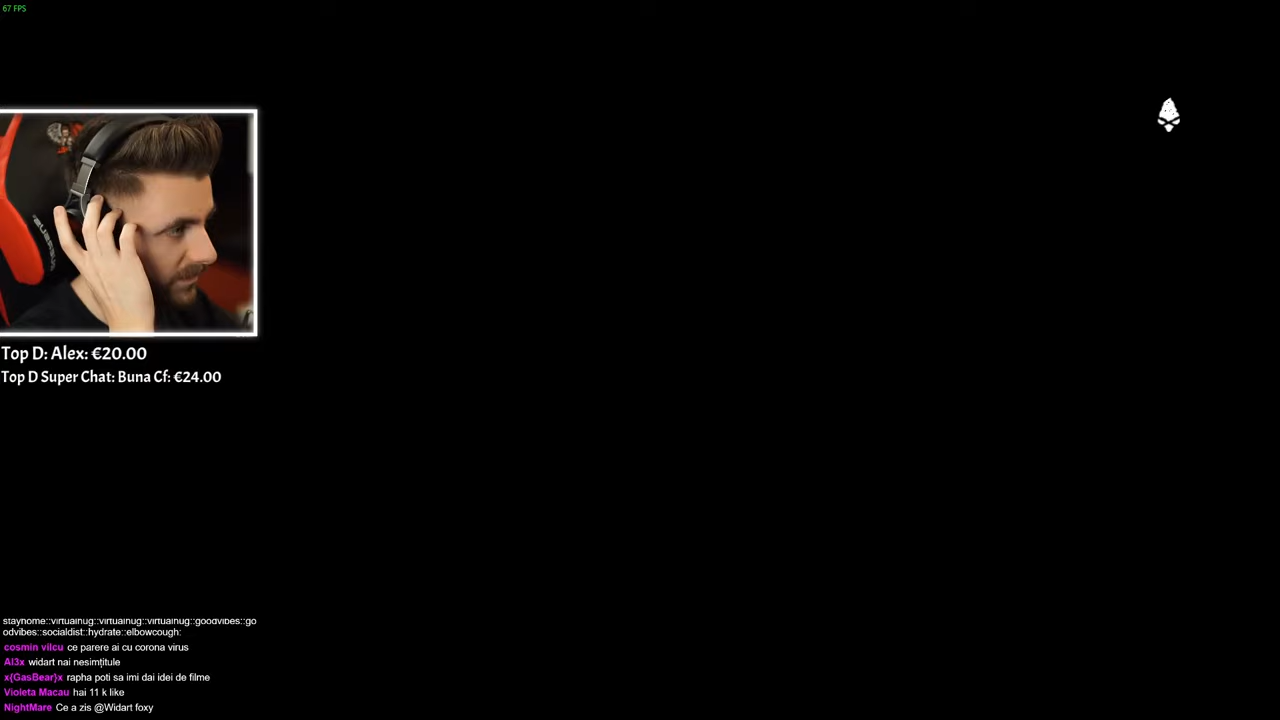 67 FPS
Top D: Alex: €20.00
Top D Super Chat: Buna Cf: €24.00
stayhome::virtualhug::virtualhug::virtualhug::goodvibes::go
odvibes::socialdist::hydrate::elbowcough:
cosmin vilcu ce parere ai cu corona virus
Al3x widart nai nesimțitule
x{GasBear}x rapha poti sa imi dai idei de filme
Violeta Macau hai 11 k like
NightMare Ce a zis @Widart foxy